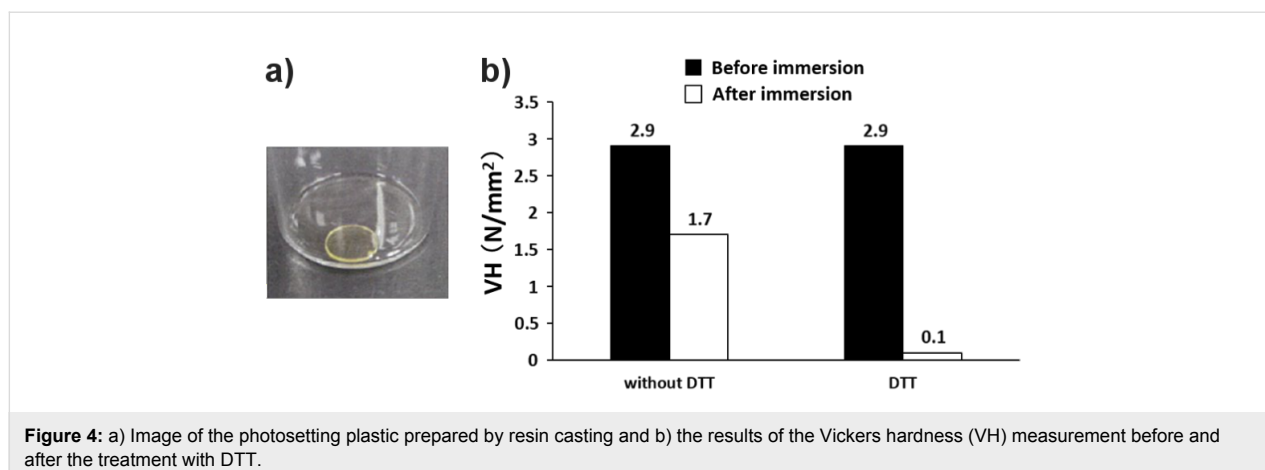 a)
b)
Before immersion
After immersion
3.5
3
2.5
2
1.5
1
0.5
0
VH (N/mm²)
2.9
1.7
2.9
0.1
without DTT
DTT
Figure 4: a) Image of the photosetting plastic prepared by resin casting and b) the results of the Vickers hardness (VH) measurement before and
after the treatment with DTT.